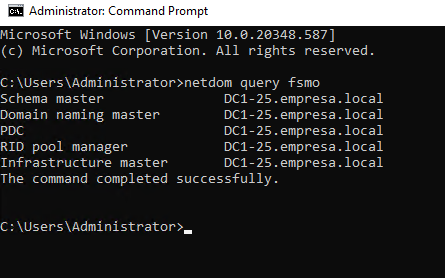 Administrator: Command Prompt
Microsoft Windows [Version 10.0.20348.587]
(c) Microsoft Corporation. All rights reserved.
C:\Users\Administrator>netdom query fsmo
Schema master               DC1-25.empresa.local
Domain naming master        DC1-25.empresa.local
PDC                         DC1-25.empresa.local
RID pool manager            DC1-25.empresa.local
Infrastructure master       DC1-25.empresa.local
The command completed successfully.
C:\Users\Administrator>